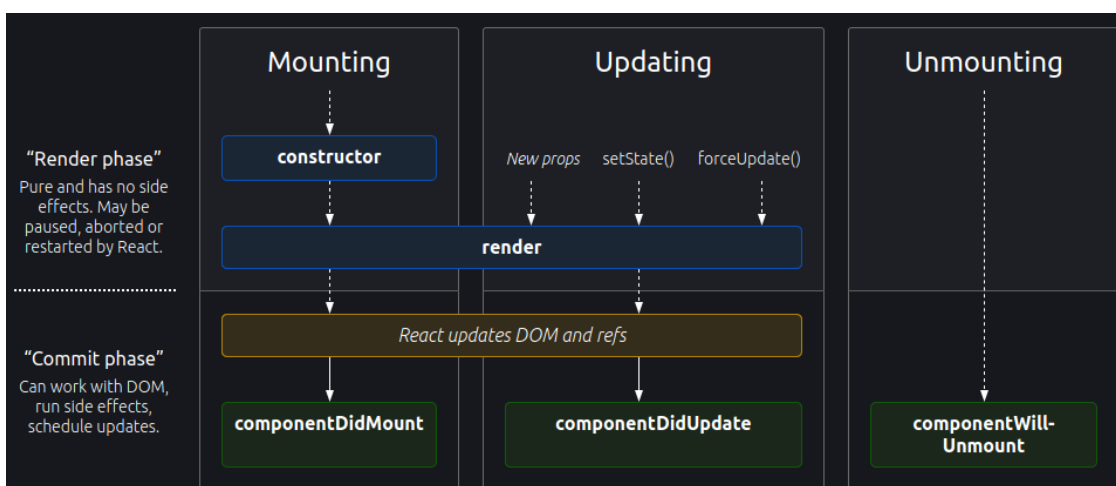 Mounting
Updating
Unmounting
“Render phase”
Pure and has no side
effects. May be
paused, aborted or
restarted by React.
constructor
New props
setState()
forceUpdate()
render
React updates DOM and refs
“Commit phase”
Can work with DOM,
run side effects,
schedule updates.
componentDidMount
componentDidUpdate
componentWill-
Unmount